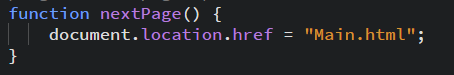 function nextPage() {
    document.location.href = "Main.html";
}